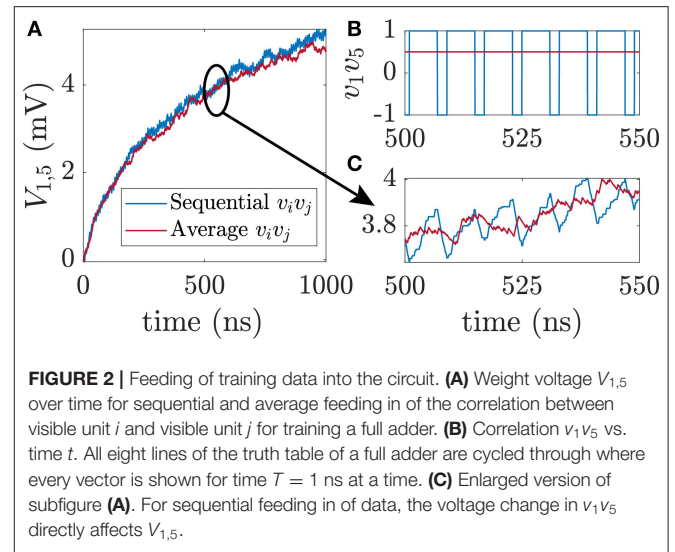 A
V1,5 (mV)
4
2
0
0
500
1000
time (ns)
Sequential vivj
Average vivj
B
v1v5
1
0
-1
500
525
550
C
4
3.8
500
525
550
time (ns)
FIGURE 2 | Feeding of training data into the circuit. (A) Weight voltage V1,5
over time for sequential and average feeding in of the correlation between
visible unit i and visible unit j for training a full adder. (B) Correlation v1v5 vs.
time t. All eight lines of the truth table of a full adder are cycled through where
every vector is shown for time T = 1 ns at a time. (C) Enlarged version of
subfigure (A). For sequential feeding in of data, the voltage change in v1v5
directly affects V1,5.